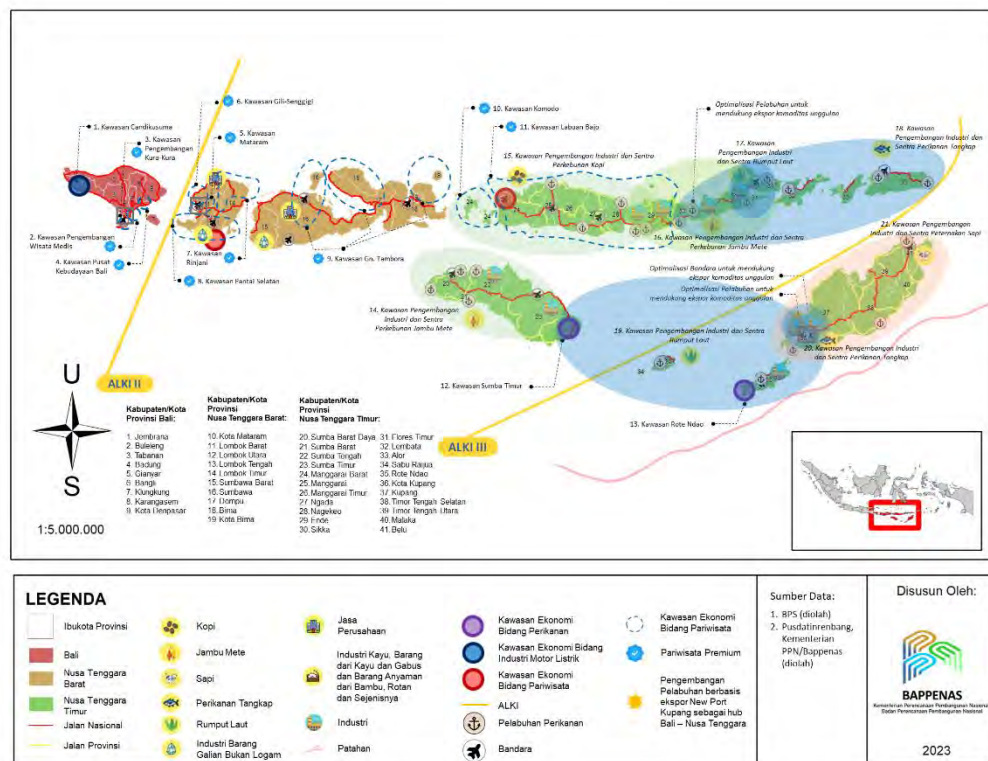 6. Kawasan Gili-Senggigi
1. Kawasan Candikusuma
3. Kawasan
Pengembangan
Kura-Kura
5. Kawasan
Mataram
10. Kawasan Komodo
11. Kawasan Labuan Bajo
Optimalisasi Pelabuhan untuk
mendukung ekspor komoditas unggulan
15. Kawasan Pengembangan Industri dan Sentra
Perkebunan Kopi
17. Kawasan
Pengembangan Industri
dan Sentra Rumput Laut
18. Kawasan
Pengembangan Industri dan
Sentra Perikanan Tangkap
2. Kawasan Pengembangan
Wisata Medis
4. Kawasan Pusat
Kebudayaan Bali
7. Kawasan
Rinjani
8. Kawasan Pantai Selatan
9. Kawasan Gn. Tambora
16. Kawasan Pengembangan Industri dan Sentra
Perkebunan Jambu Mete
21. Kawasan Pengembangan
Industri dan Sentra Peternakan Sapi
Optimalisasi Bandara untuk mendukung
ekspor komoditas unggulan
Optimalisasi Pelabuhan untuk
mendukung ekspor komoditas unggulan
14. Kawasan Pengembangan
Industri dan Sentra
Perkebunan Jambu Mete
19. Kawasan Pengembangan Industri dan Sentra
Rumput Laut
20. Kawasan Pengembangan Industri
dan Sentra Perikanan Tangkap
12. Kawasan Sumba Timur
13. Kawasan Rote Ndao
ALKI II
ALKI III
U
S
1:5.000.000
Kabupaten/Kota
Provinsi Bali:
1. Jembrana
2. Buleleng
3. Tabanan
4. Badung
5. Gianyar
6. Bangli
7. Klungkung
8. Karangasem
9. Kota Denpasar
Kabupaten/Kota
Provinsi
Nusa Tenggara Barat:
10. Kota Mataram
11. Lombok Barat
12. Lombok Utara
13. Lombok Tengah
14. Lombok Timur
15. Sumbawa Barat
16. Sumbawa
17. Dompu
18. Bima
19. Kota Bima
Kabupaten/Kota
Provinsi
Nusa Tenggara Timur:
20. Sumba Barat Daya
21. Sumba Barat
22. Sumba Tengah
23. Sumba Timur
24. Manggarai Barat
25. Manggarai
26. Manggarai Timur
27. Ngada
28. Nagekeo
29. Ende
30. Sikka
31. Flores Timur
32. Lembata
33. Alor
34. Sabu Raijua
35. Rote Ndao
36. Kota Kupang
37. Kupang
38. Timor Tengah Selatan
39. Timor Tengah Utara
40. Malaka
41. Belu
LEGENDA
Ibukota Provinsi
Bali
Nusa Tenggara
Barat
Nusa Tenggara
Timur
Jalan Nasional
Jalan Provinsi
Kopi
Jambu Mete
Sapi
Perikanan Tangkap
Rumput Laut
Industri Barang
Galian Bukan Logam
Jasa
Perusahaan
Industri Kayu, Barang
dari Kayu dan Gabus
dan Barang Anyaman
dari Bambu, Rotan
dan Sejenisnya
Industri
Patahan
Kawasan Ekonomi
Bidang Perikanan
Kawasan Ekonomi Bidang
Industri Motor Listrik
Kawasan Ekonomi
Bidang Pariwisata
ALKI
Pelabuhan Perikanan
Bandara
Kawasan Ekonomi
Bidang Pariwisata
Pariwisata Premium
Pengembangan
Pelabuhan berbasis
ekspor New Port
Kupang sebagai hub
Bali – Nusa Tenggara
Sumber Data:
1. BPS (diolah)
2. Pusdatinrenbang,
Kementerian
PPN/Bappenas
(diolah)
Disusun Oleh:
BAPPENAS
Kementerian Perencanaan Pembangunan Nasional/
Badan Perencanaan Pembangunan Nasional
2023